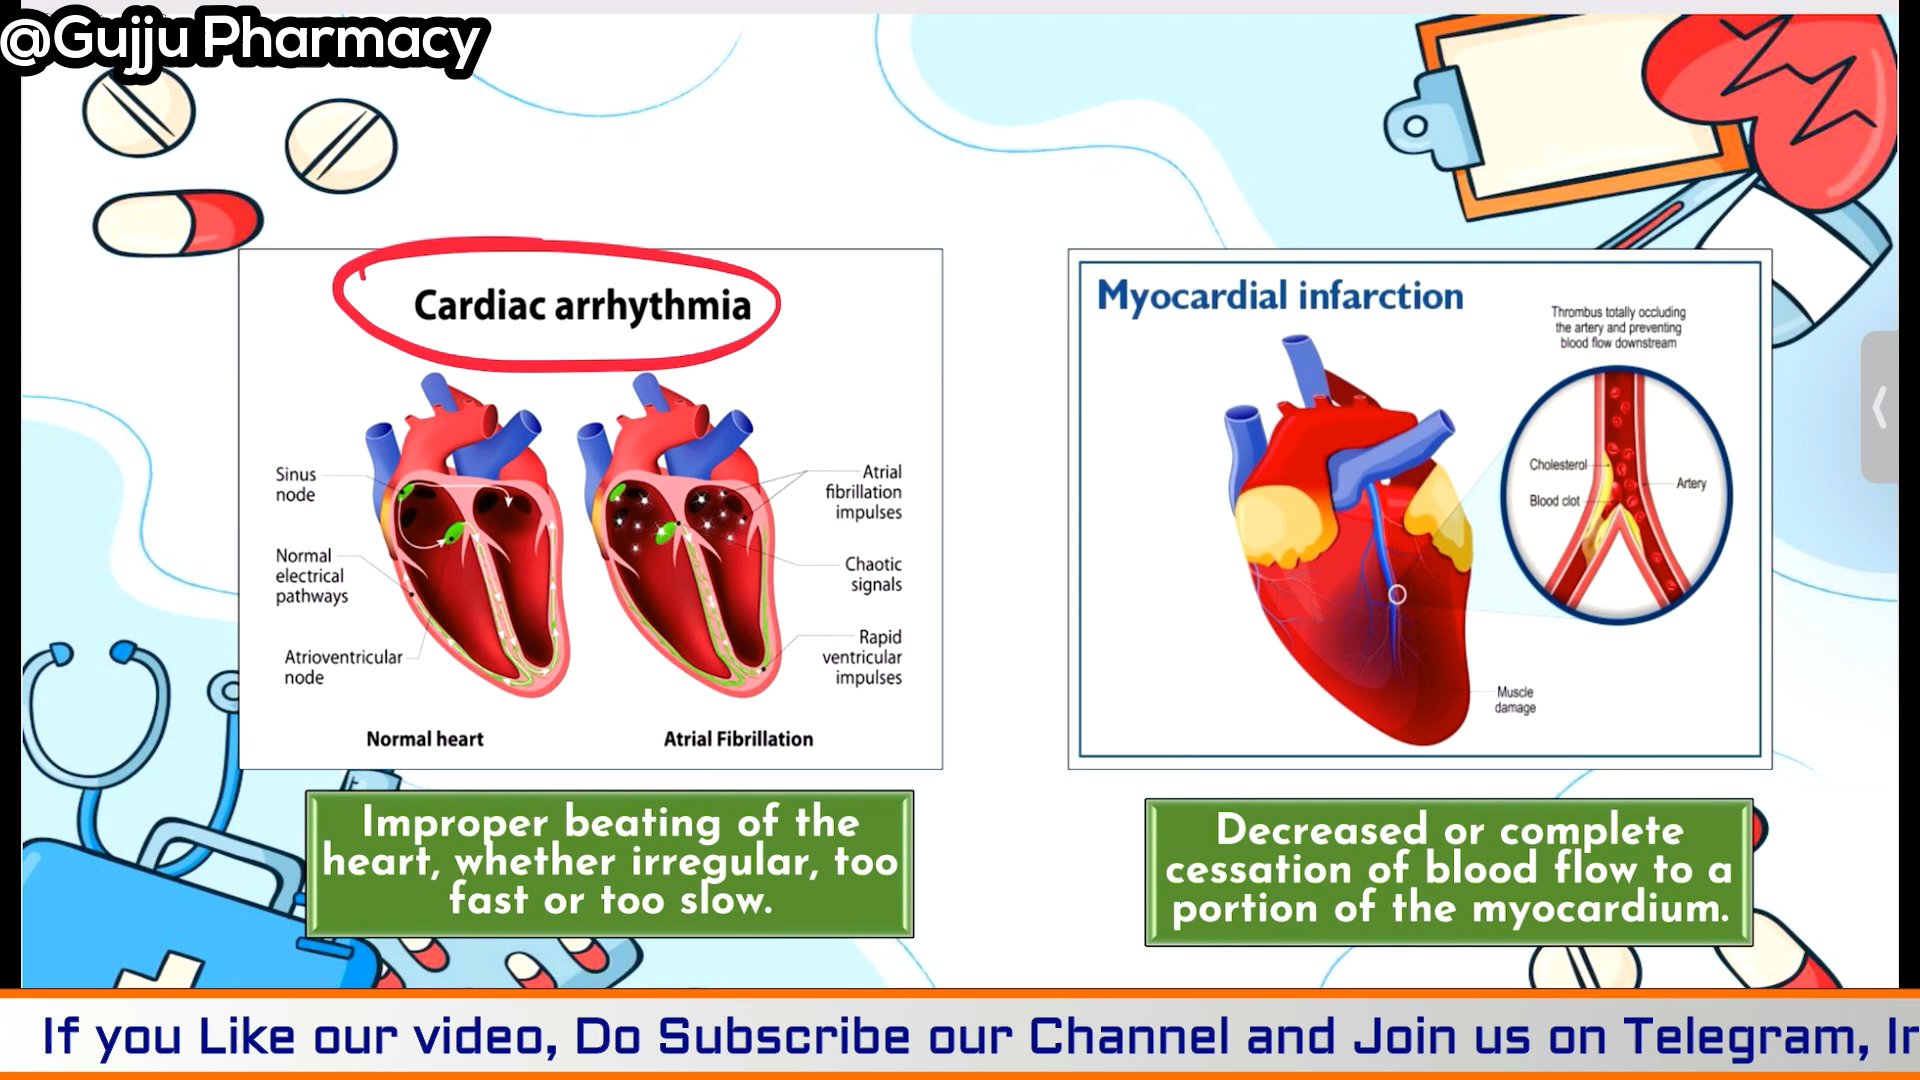 @Gujju Pharmacy
Cardiac arrhythmia
Sinus
node
Normal
electrical
pathways
Atrioventricular
node
Atrial
fibrillation
impulses
Chaotic
signals
Rapid
ventricular
impulses
Normal heart
Atrial Fibrillation
Improper beating of the
heart, whether irregular, too
fast or too slow.
Myocardial infarction
Thrombus totally occluding
the artery and preventing
blood flow downstream
Cholesterol
Blood clot
Artery
Muscle
damage
Decreased or complete
cessation of blood flow to a
portion of the myocardium.
If you Like our video, Do Subscribe our Channel and Join us on Telegram,